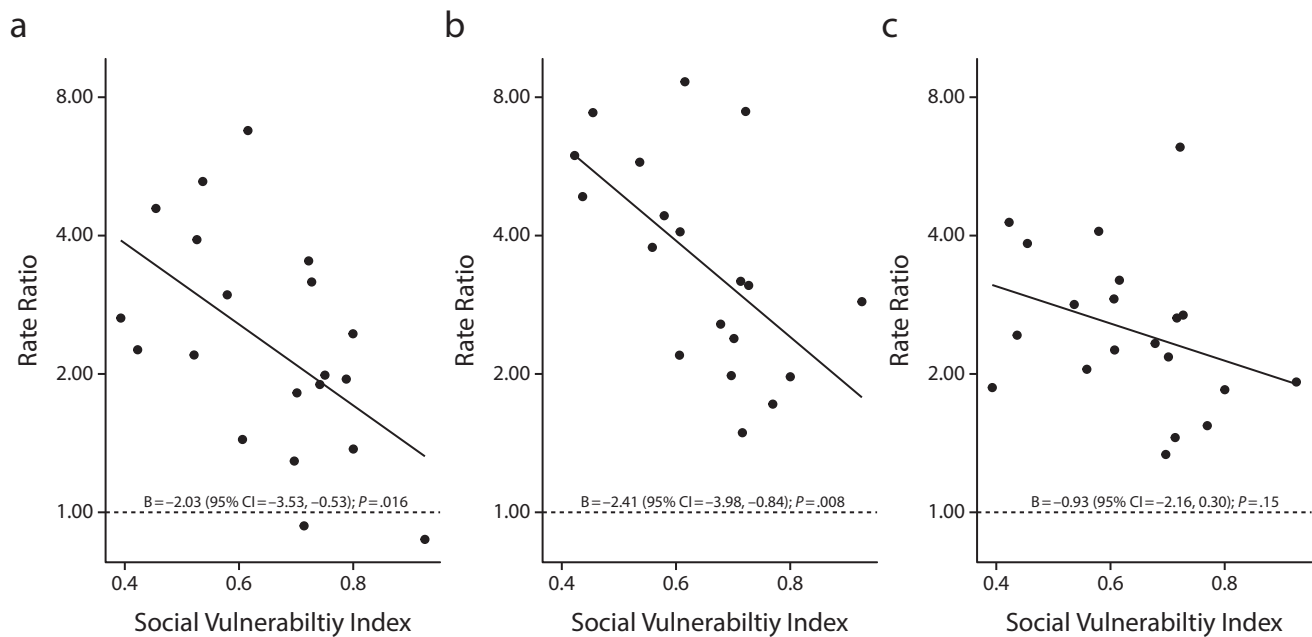 a
8.00
4.00
2.00
1.00
Rate Ratio
B=–2.03 (95% CI=–3.53, –0.53); P=.016
0.4 0.6 0.8
Social Vulnerabiltiy Index
b
8.00
4.00
2.00
1.00
Rate Ratio
B=–2.41 (95% CI=–3.98, –0.84); P=.008
0.4 0.6 0.8
Social Vulnerabiltiy Index
c
8.00
4.00
2.00
1.00
Rate Ratio
B=–0.93 (95% CI=–2.16, 0.30); P=.15
0.4 0.6 0.8
Social Vulnerabiltiy Index